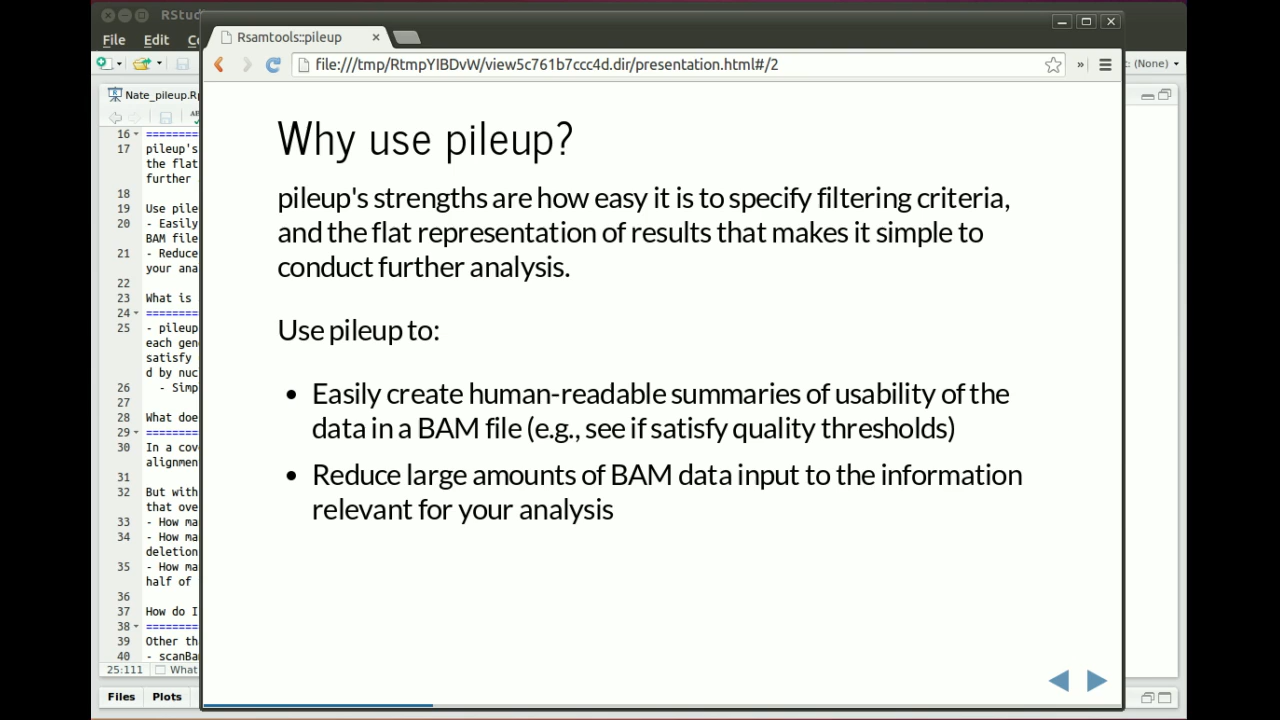 RStudi
File Edit C
Rsamtools::pileup
file:///tmp/RtmpYIBDvW/view5c761b7ccc4d.dir/presentation.html#/2
(None)
Nate_pileup.Rp
Why use pileup?
pileup's strengths are how easy it is to specify filtering criteria,
and the flat representation of results that makes it simple to
conduct further analysis.
Use pileup to:
• Easily create human-readable summaries of usability of the
data in a BAM file (e.g., see if satisfy quality thresholds)
• Reduce large amounts of BAM data input to the information
relevant for your analysis
16 ========
17 pileup's
the flat
further
18
19 Use pile
20 - Easily
BAM file
21 - Reduce
your ana
22
23 What is
24 ========
25 - pileup
each gen
satisfy
d by nuc
26 - Simp
27
28 What doe
29 ========
30 In a cov
alignmen
31
32 But with
that ove
33 - How ma
34 - How ma
deletion
35 - How ma
half of
36
37 How do I
38 ========
39 Other th
40 - scanBa
25:111 What
Files Plots